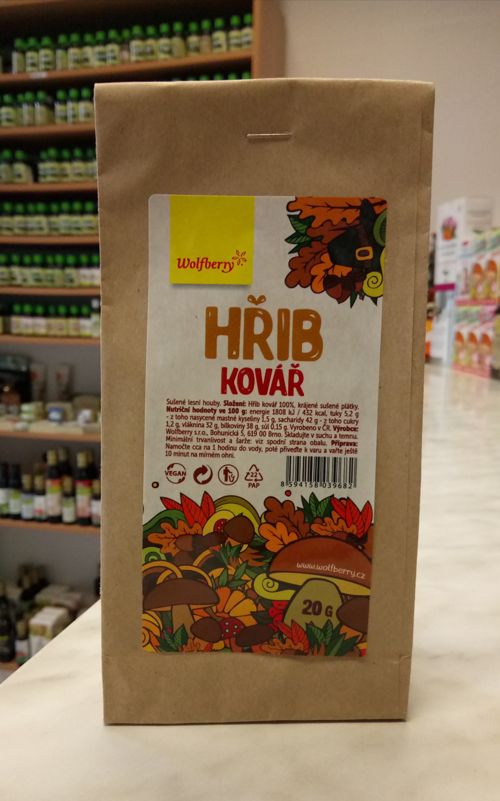 Wolfberry
HŘIB
KOVÁŘ
Sušené lesní houby. Složení: Hřib kovář 100%, krájené sušené plátky.
Nutriční hodnoty ve 100 g: energie 1808 kJ / 432 kcal, tuky 5,2 g
- z toho nasycené mastné kyseliny 1,5 g, sacharidy 42 g - z toho cukry
1,2 g, vláknina 32 g, bílkoviny 38 g, sůl 0,15 g. Vyrobeno v ČR. Výrobce:
Wolfberry s.r.o., Bohunická 5, 619 00 Brno. Skladujte v suchu a temnu.
Minimální trvanlivost a šarže: viz spodní strana obalu. Příprava:
Namočte cca na 1 hodinu do vody, poté přiveďte k varu a vařte ještě
10 minut na mírném ohni.
VEGAN
22
PAP
8 594158 039682
www.wolfberry.cz
20 G